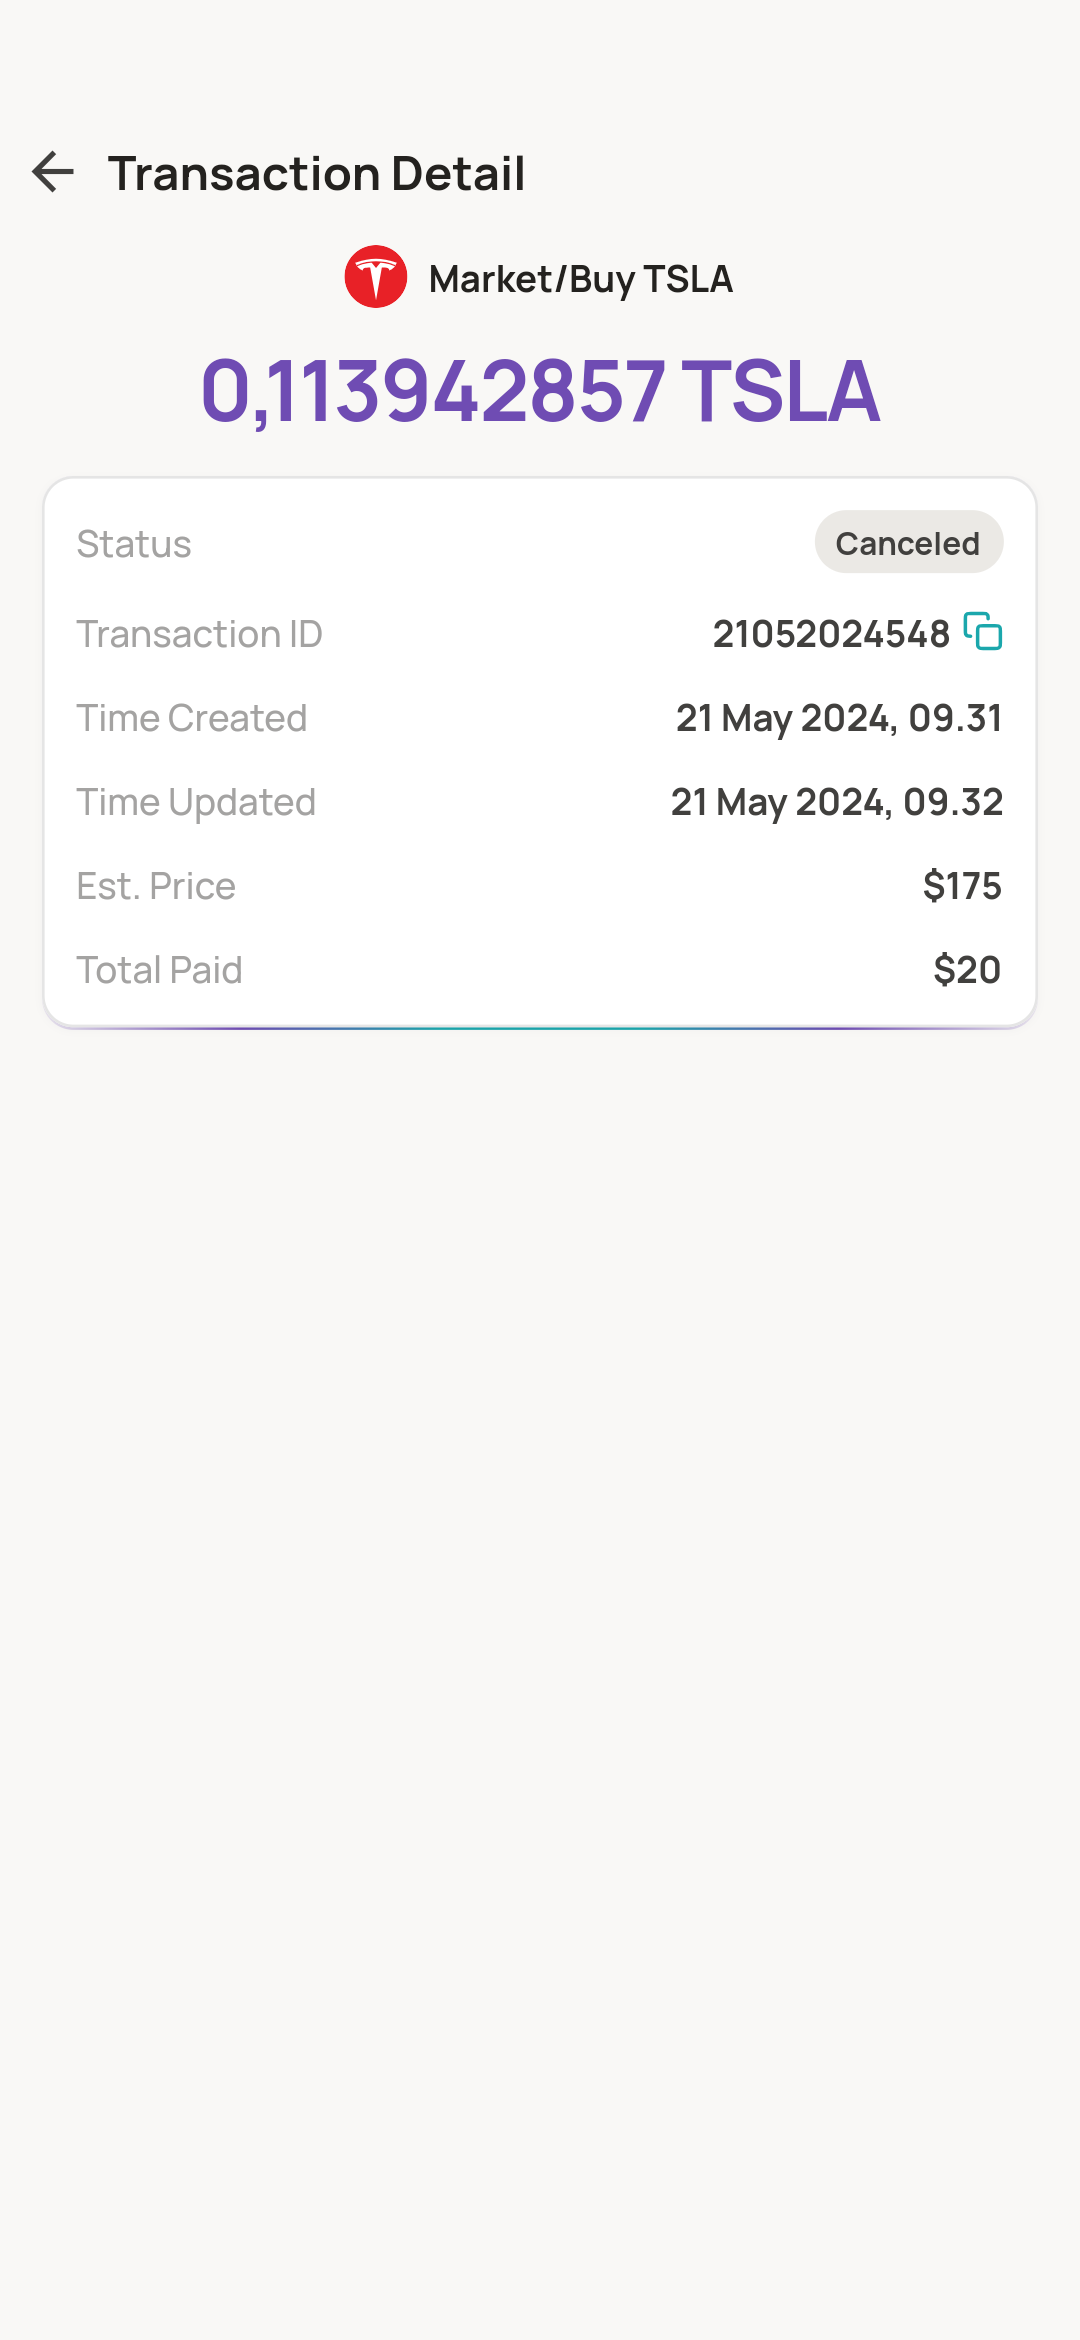 Transaction Detail
Market/Buy TSLA
0,113942857 TSLA
Status Canceled
Transaction ID 21052024548
Time Created 21 May 2024, 09.31
Time Updated 21 May 2024, 09.32
Est. Price $175
Total Paid $20